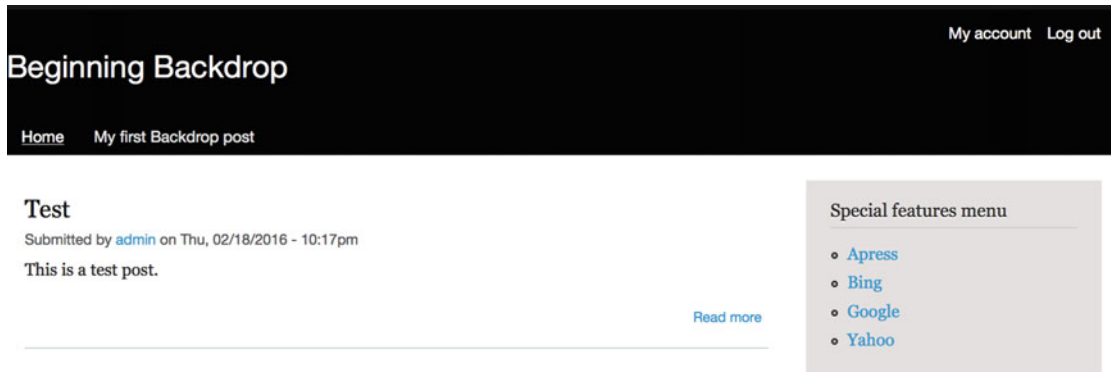 My account Log out
Beginning Backdrop
Home My first Backdrop post
Test
Submitted by admin on Thu, 02/18/2016 - 10:17pm
This is a test post.
Read more
Special features menu
Apress
Bing
Google
Yahoo